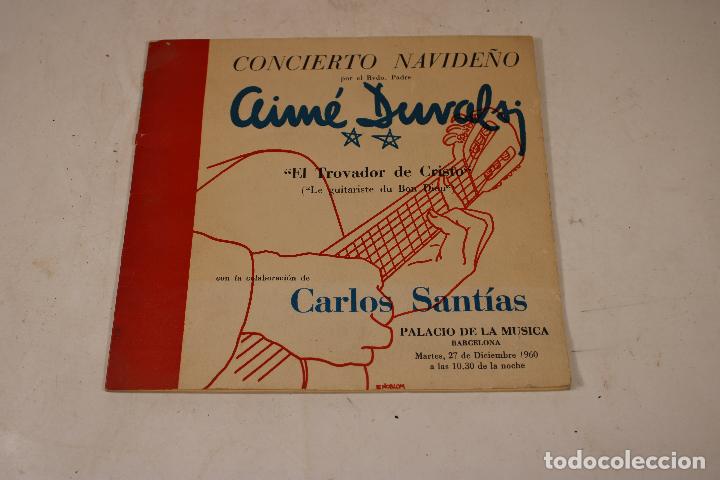 CONCIERTO NAVIDEÑO
por el Rvdo. Padre
Aimé Duval sj
"El Trovador de Cristo"
("Le guitariste du Bon Dieu")
con la colaboración de
Carlos Santías
PALACIO DE LA MUSICA
BARCELONA
Martes, 27 de Diciembre 1960
a las 10,30 de la noche
todocoleccion.net